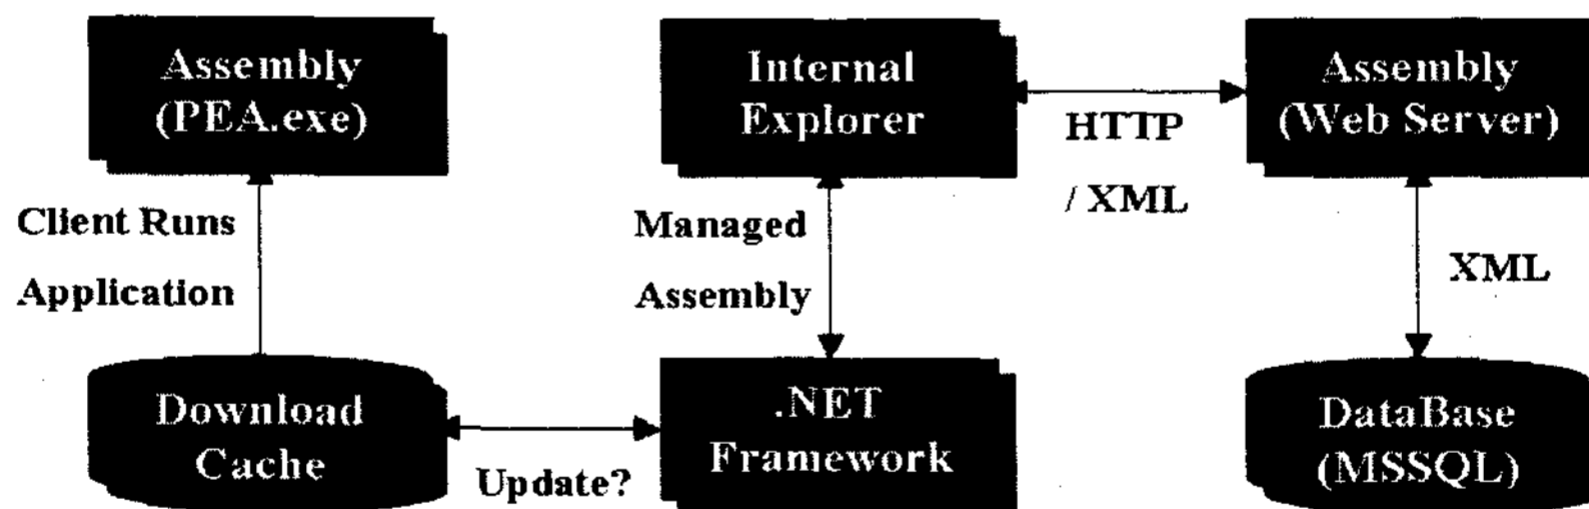 Assembly
(PEA.exe)
Internal
Explorer
Assembly
(Web Server)
HTTP
/ XML
Client Runs
Application
Managed
Assembly
XML
Download
Cache
Update?
.NET
Framework
DataBase
(MSSQL)